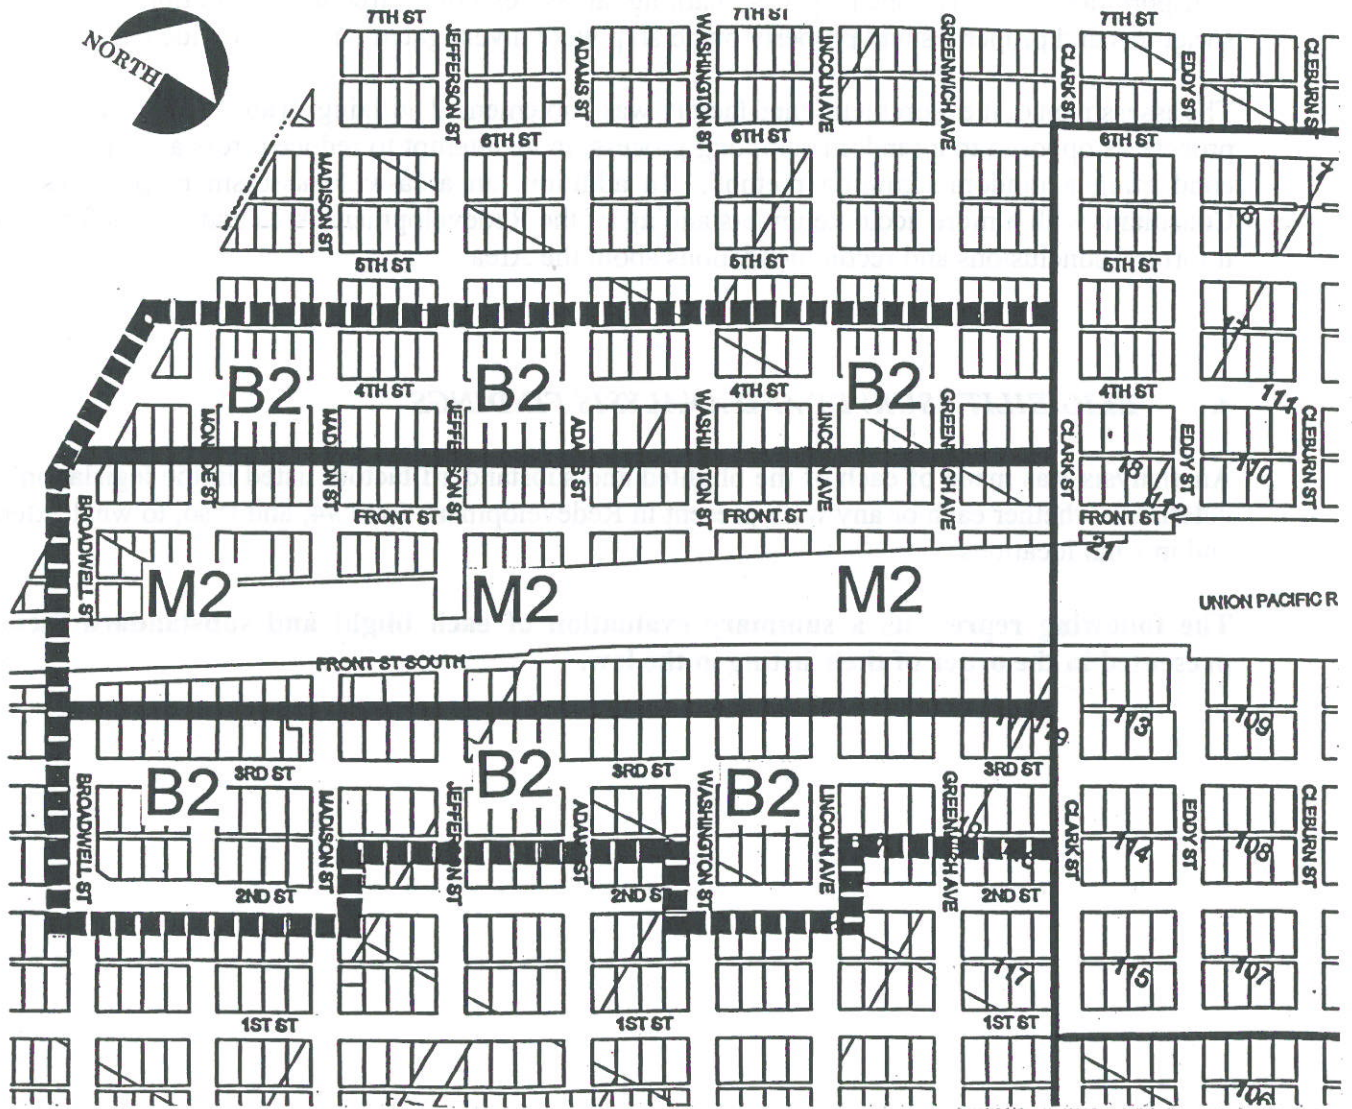 NORTH
7TH ST
7TH ST
7TH ST
JEFFERSON ST
ADAMS ST
WASHINGTON ST
LINCOLN AVE
GREENWICH AVE
CLARK ST
EDDY ST
CLEBURN ST
6TH ST
6TH ST
6TH ST
MADISON ST
8
5TH ST
5TH ST
5TH ST
B2
B2
B2
4TH ST
4TH ST
4TH ST
111
MONROE ST
MADISON ST
JEFFERSON ST
ADAMS ST
WASHINGTON ST
LINCOLN AVE
GREENWICH AVE
CLARK ST
EDDY ST
CLEBURN ST
18
110
112
BROADWELL ST
FRONT ST
FRONT ST
FRONT ST
27
M2
M2
M2
UNION PACIFIC R
FRONT ST SOUTH
113
109
3RD ST
3RD ST
3RD ST
B2
B2
B2
BROADWELL ST
MADISON ST
JEFFERSON ST
ADAMS ST
WASHINGTON ST
LINCOLN AVE
GREENWICH AVE
CLARK ST
EDDY ST
CLEBURN ST
114
108
2ND ST
2ND ST
2ND ST
117
115
107
1ST ST
1ST ST
1ST ST
106